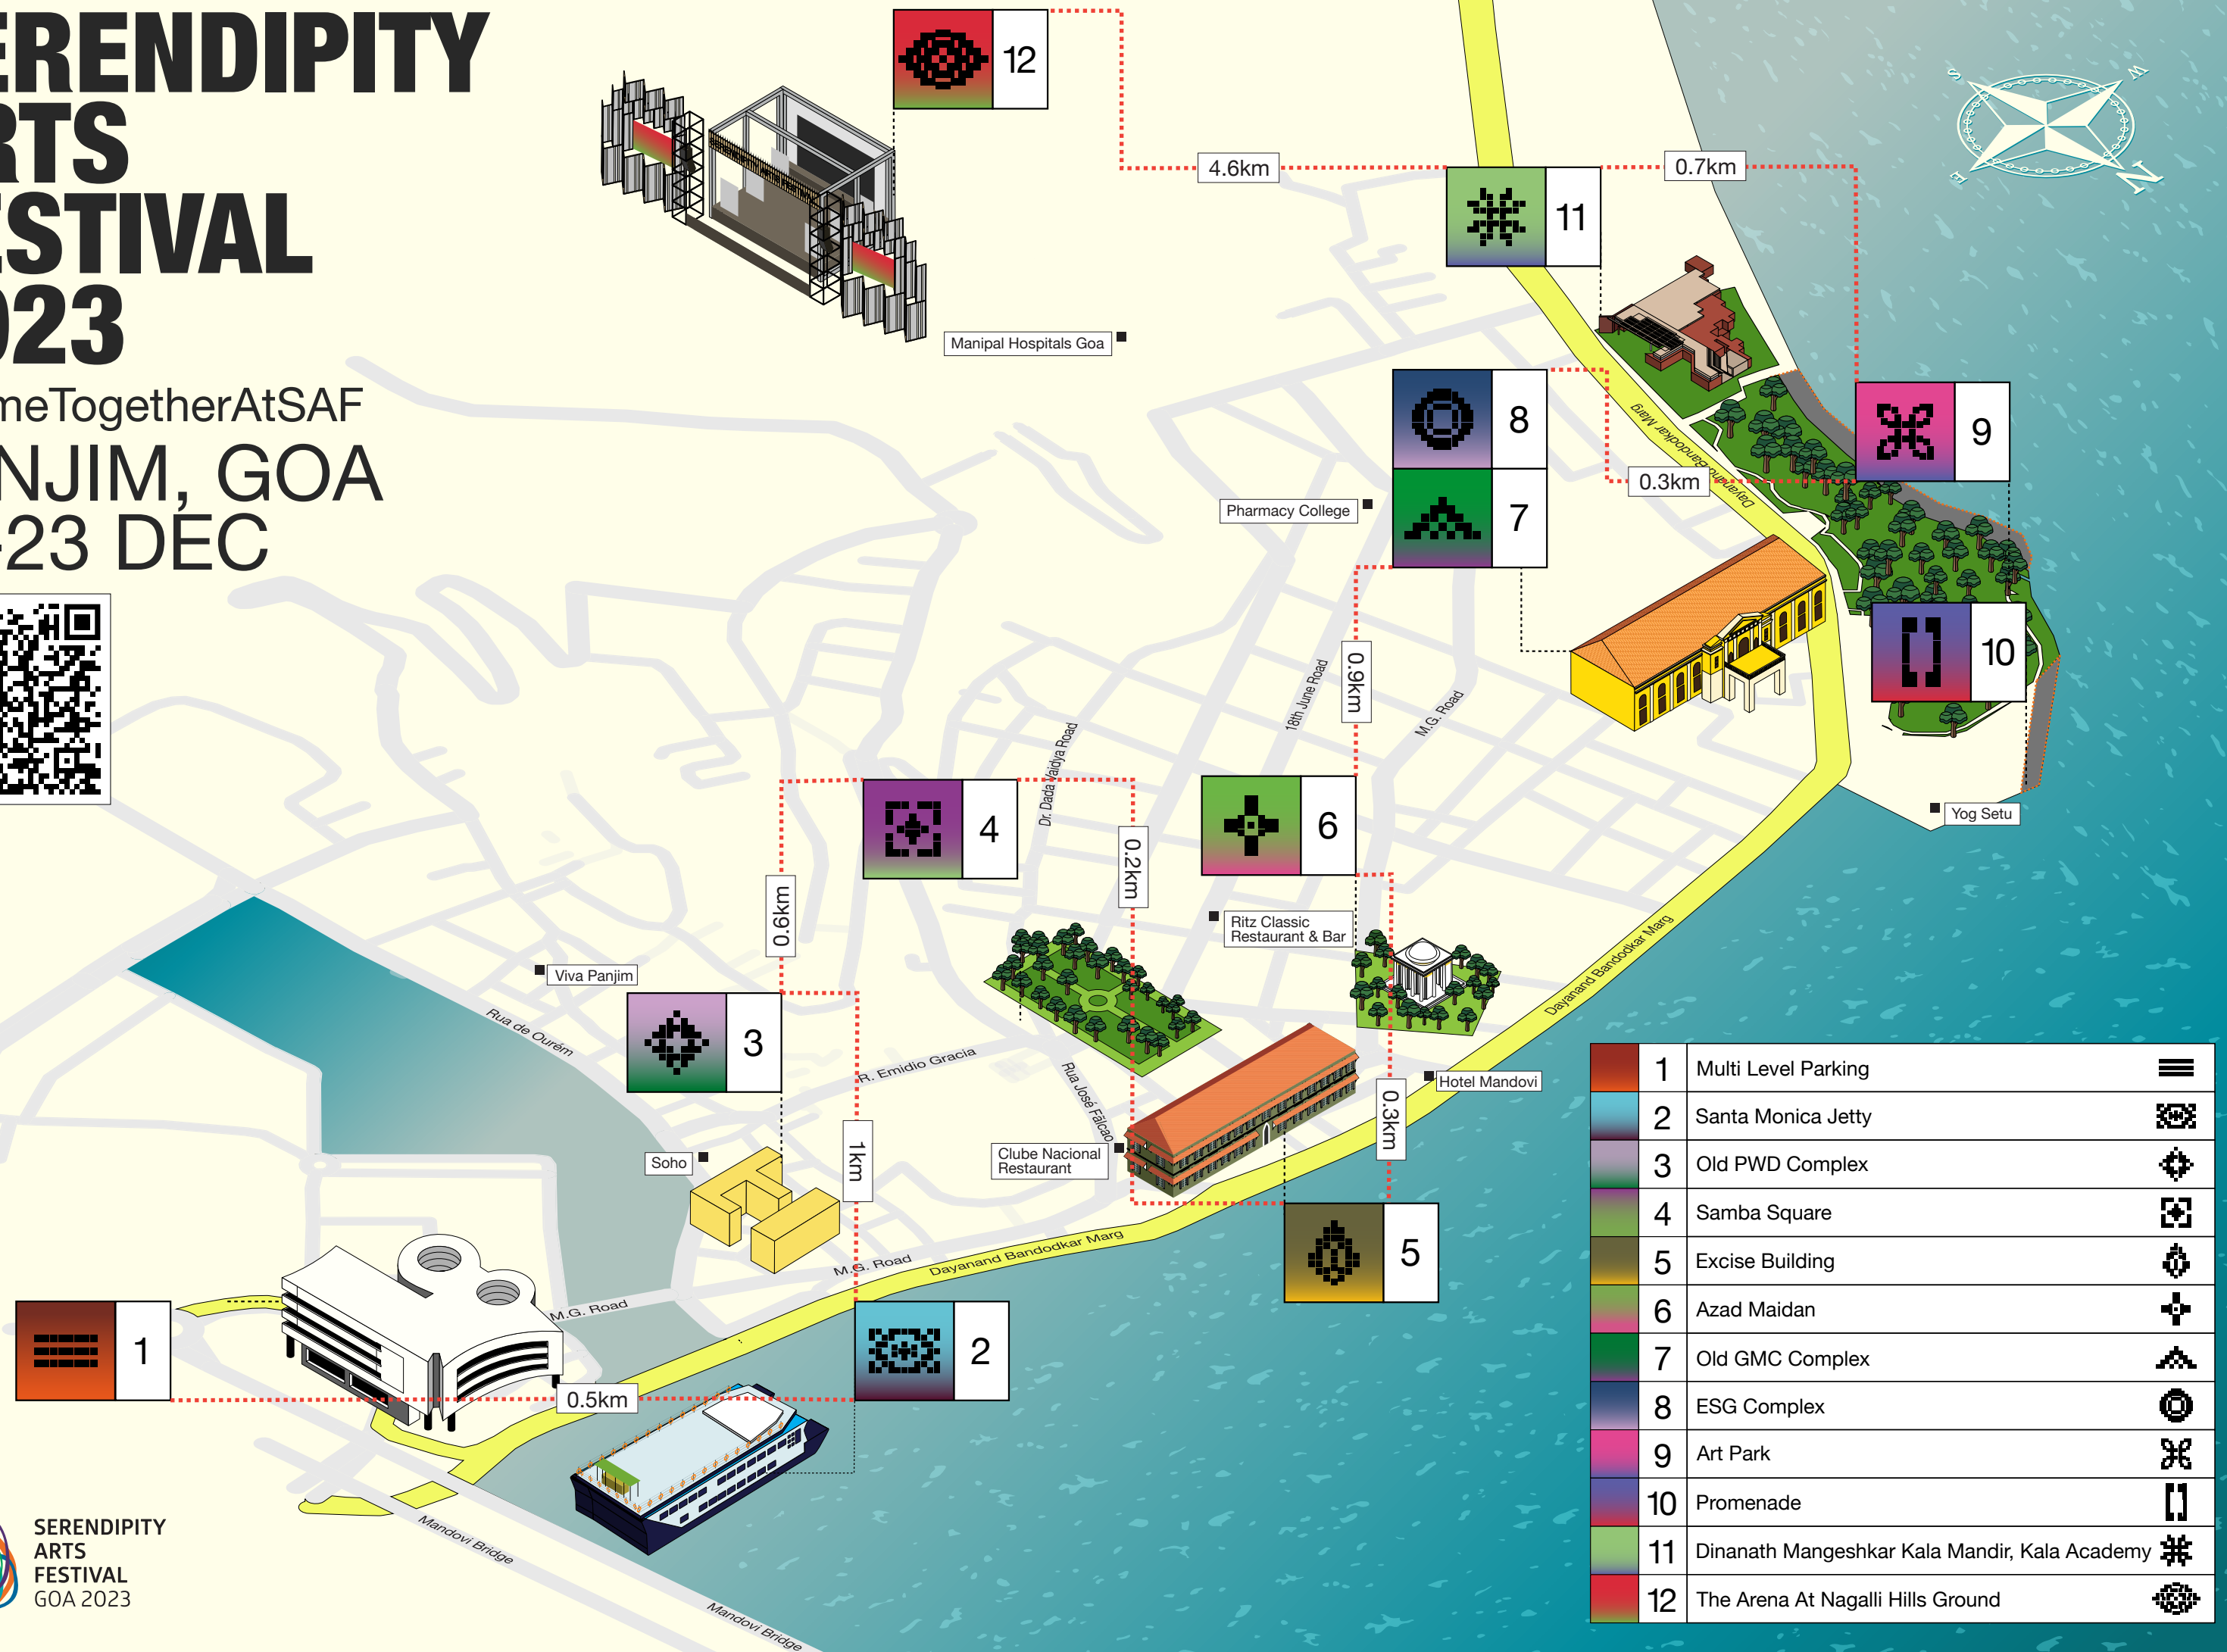 ERENDIPITY
RTS
ESTIVAL
023
meTogetherAtSAF
NJIM, GOA
-23 DEC
12
4.6km
11
0.7km
S
W
E
N
Manipal Hospitals Goa
8
9
Dayanand Bandodkar Marg
0.3km
Pharmacy College
7
10
0.9km
18th June Road
M.G. Road
Dr. Dada Vaidya Road
4
0.2km
6
Yog Setu
0.6km
Ritz Classic
Restaurant & Bar
Dayanand Bandodkar Marg
Viva Panjim
Rua de Ourém
3
R. Emidio Gracia
Rua José Fălcao
Hotel Mandovi
0.3km
1km
Soho
Clube Nacional
Restaurant
5
M.G. Road
Dayanand Bandodkar Marg
M.G. Road
1
2
0.5km
Mandovi Bridge
Mandovi Bridge
SERENDIPITY
ARTS
FESTIVAL
GOA 2023
1 Multi Level Parking
2 Santa Monica Jetty
3 Old PWD Complex
4 Samba Square
5 Excise Building
6 Azad Maidan
7 Old GMC Complex
8 ESG Complex
9 Art Park
10 Promenade
11 Dinanath Mangeshkar Kala Mandir, Kala Academy
12 The Arena At Nagalli Hills Ground